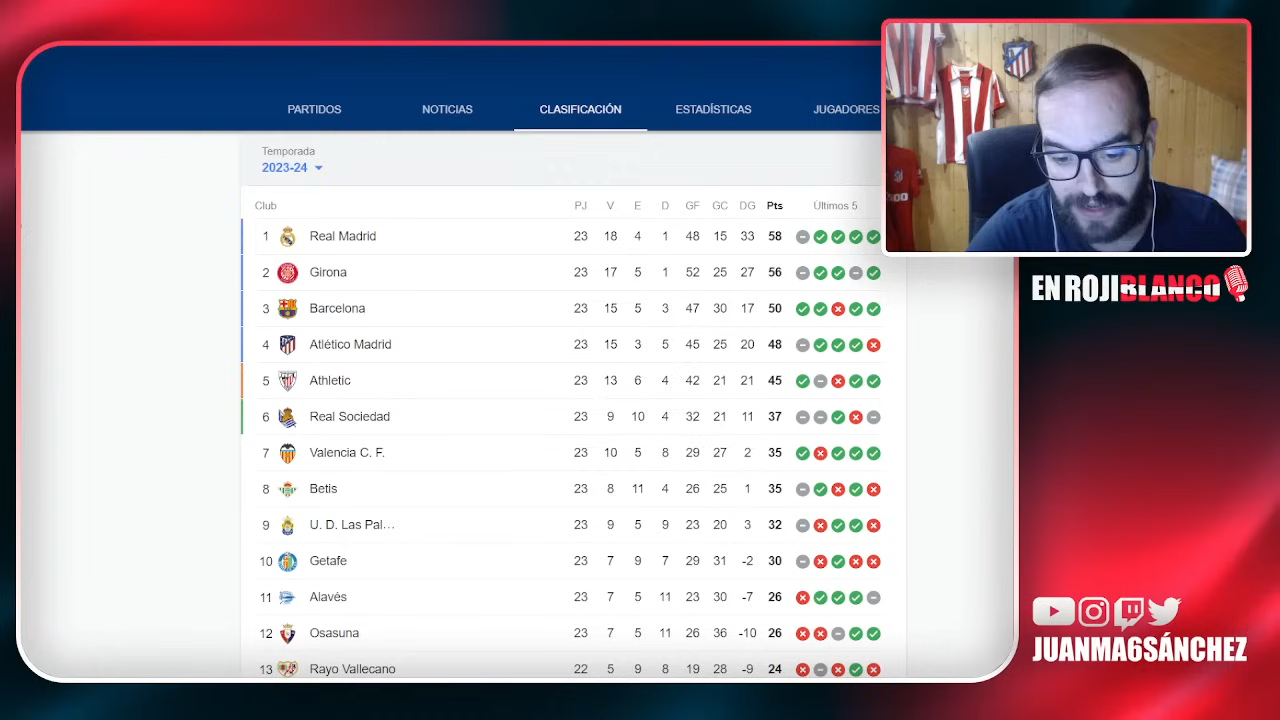 PARTIDOS NOTICIAS CLASIFICACIÓN ESTADÍSTICAS JUGADORES
Temporada
2023-24
Club PJ V E D GF GC DG Pts Últimos 5
1 Real Madrid 23 18 4 1 48 15 33 58
2 Girona 23 17 5 1 52 25 27 56
3 Barcelona 23 15 5 3 47 30 17 50
4 Atlético Madrid 23 15 3 5 45 25 20 48
5 Athletic 23 13 6 4 42 21 21 45
6 Real Sociedad 23 9 10 4 32 21 11 37
7 Valencia C. F. 23 10 5 8 29 27 2 35
8 Betis 23 8 11 4 26 25 1 35
9 U. D. Las Pal… 23 9 5 9 23 20 3 32
10 Getafe 23 7 9 7 29 31 -2 30
11 Alavés 23 7 5 11 23 30 -7 26
12 Osasuna 23 7 5 11 26 36 -10 26
13 Rayo Vallecano 22 5 9 8 19 28 -9 24
EN ROJIBLANCO
JUANMA6SÁNCHEZ